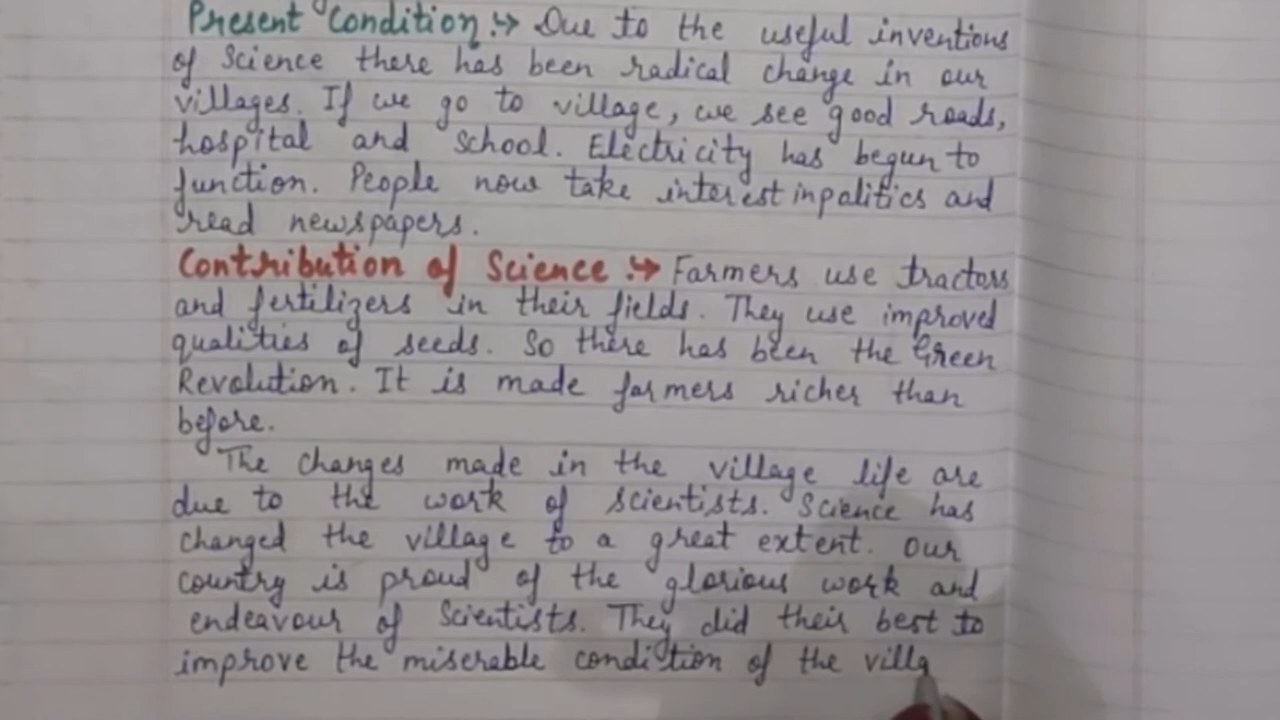 Present Condition :→ Due to the useful inventions
of Science there has been radical change in our
villages. If we go to village, we see good roads,
hospital and School. Electricity has begun to
function. People now take interest in politics and
read newspapers.
Contribution of Science :→ Farmers use tractors
and fertilizers in their fields. They use improved
qualities of seeds. So there has been the Green
Revolution. It is made farmers richer than
before.
The changes made in the village life are
due to the work of scientists. Science has
changed the village to a great extent. Our
country is proud of the glorious work and
endeavour of Scientists. They did their best to
improve the miserable condition of the villa